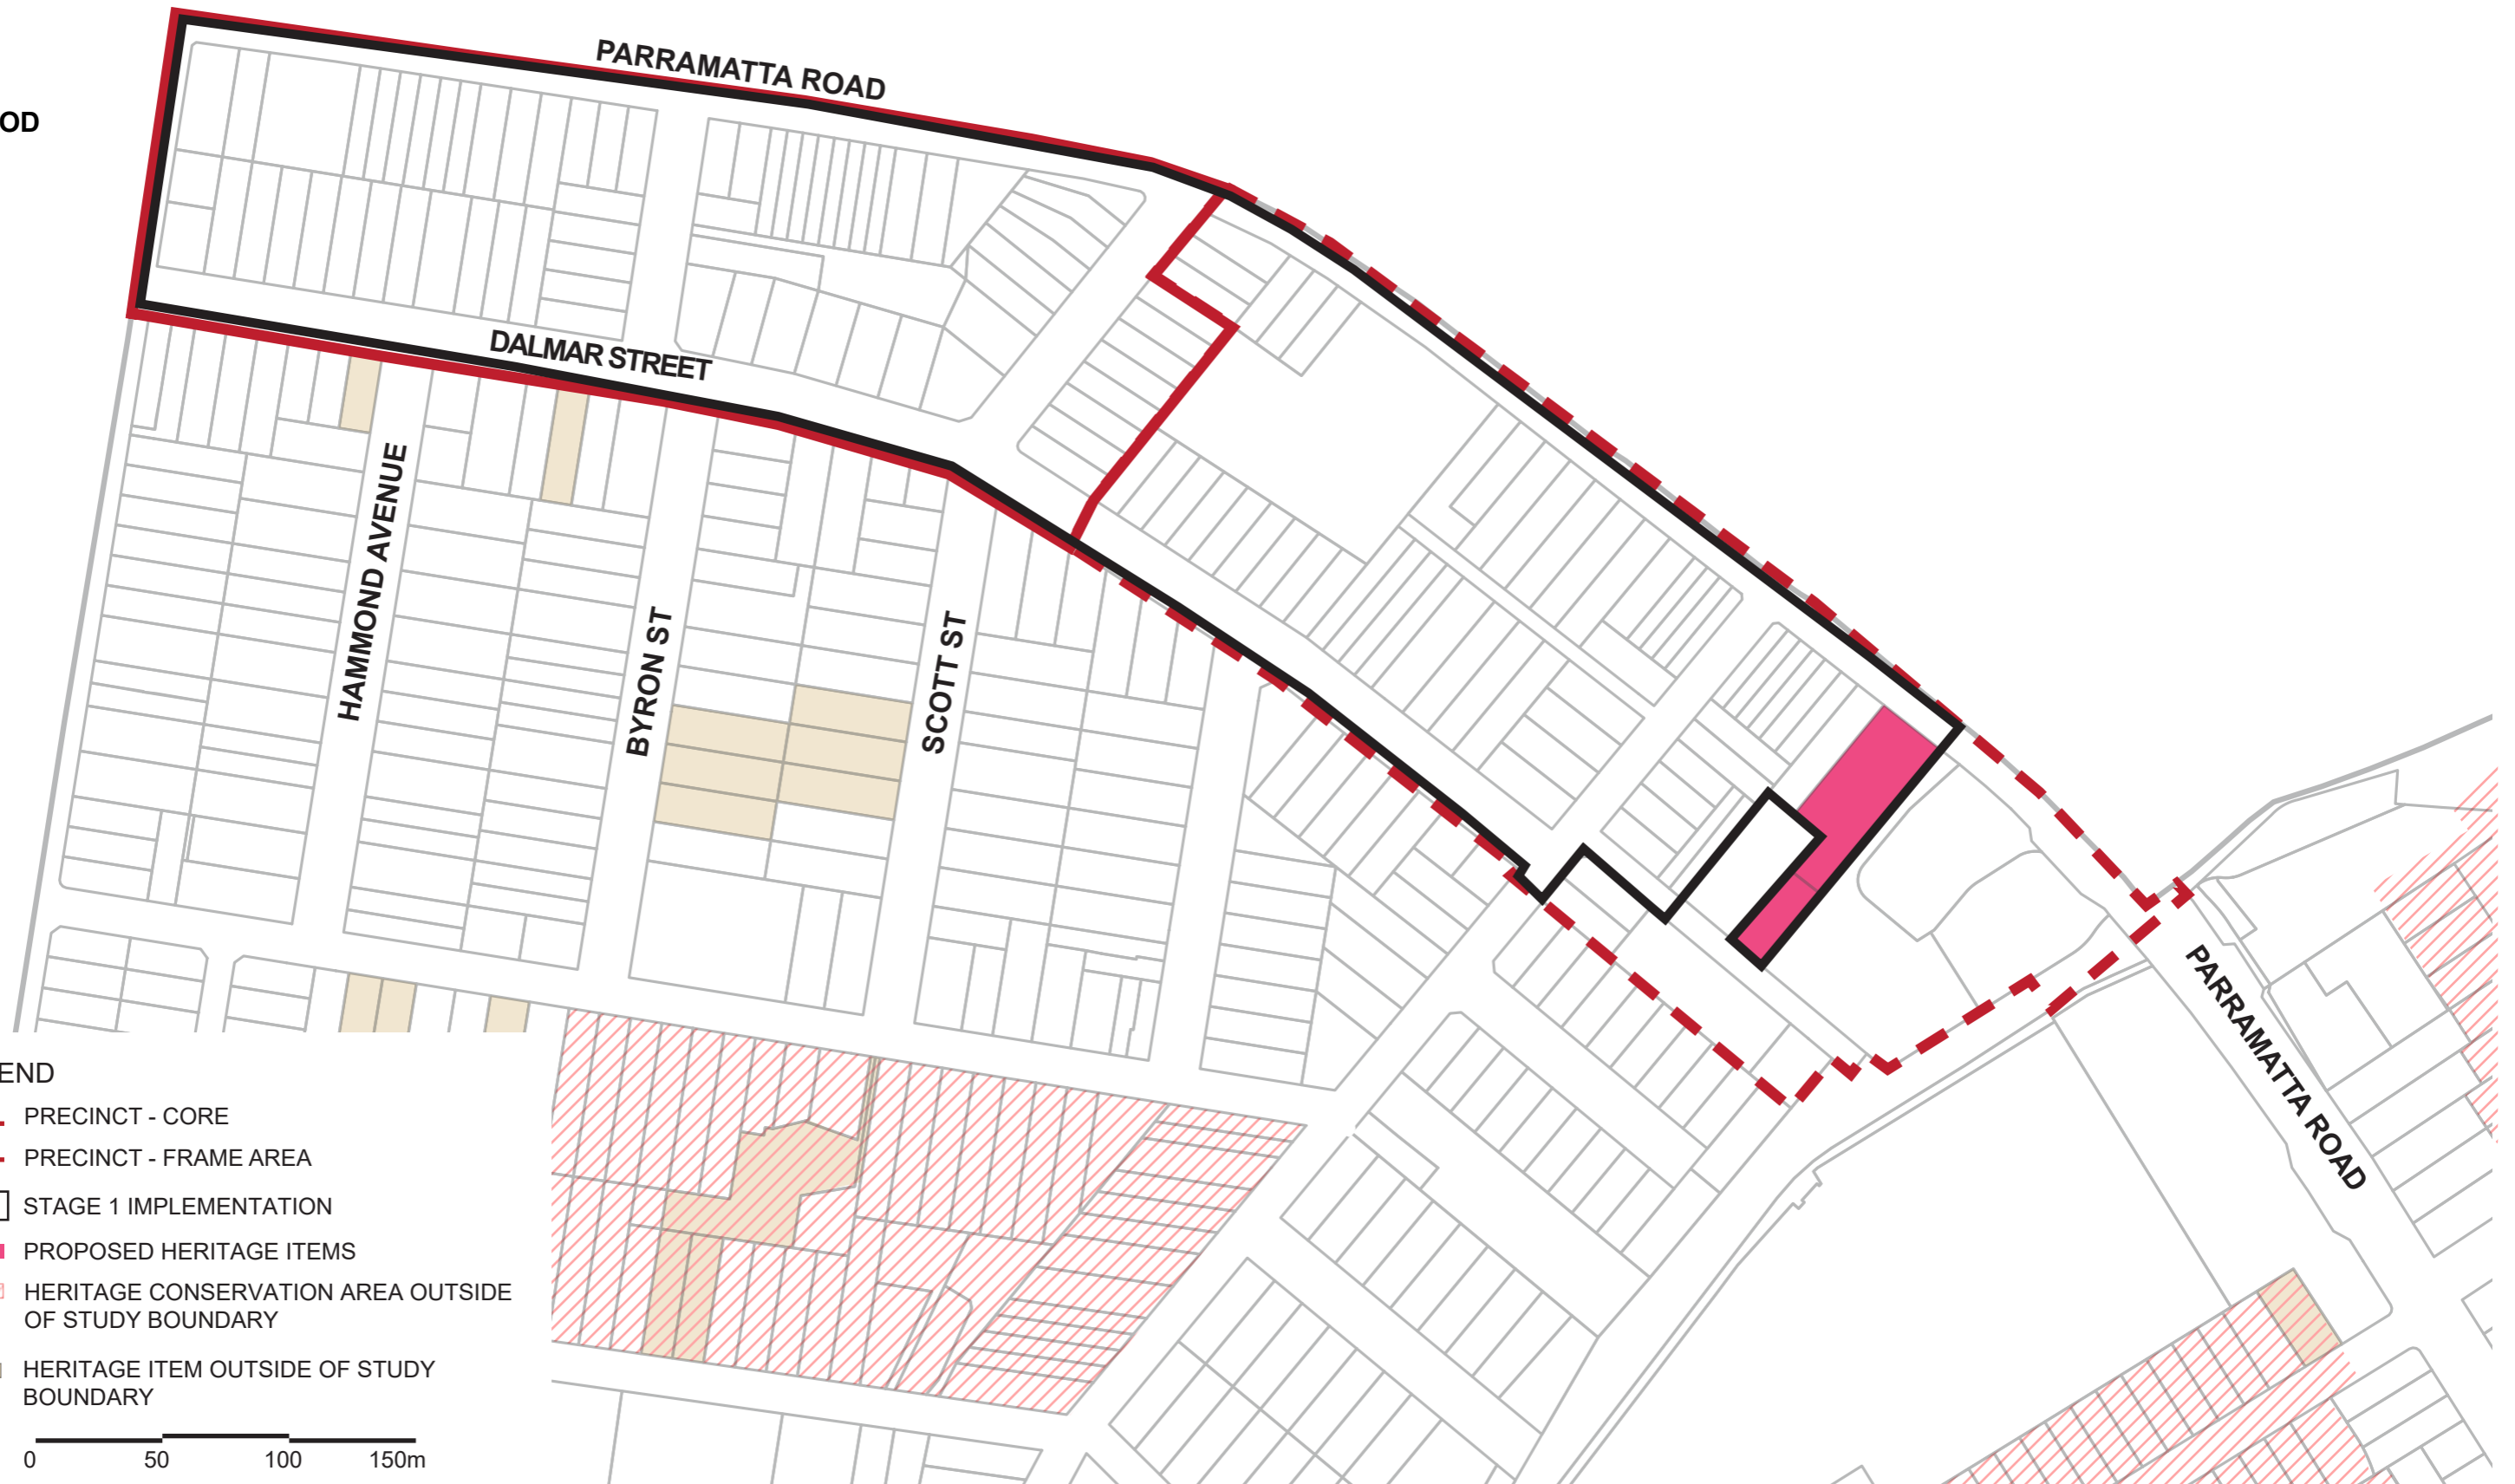 PARRAMATTA ROAD
OD
DALMAR STREET
HAMMOND AVENUE
BYRON ST
SCOTT ST
PARRAMATTA ROAD
END
PRECINCT - CORE
PRECINCT - FRAME AREA
STAGE 1 IMPLEMENTATION
PROPOSED HERITAGE ITEMS
HERITAGE CONSERVATION AREA OUTSIDE
OF STUDY BOUNDARY
HERITAGE ITEM OUTSIDE OF STUDY
BOUNDARY
0 50 100 150m